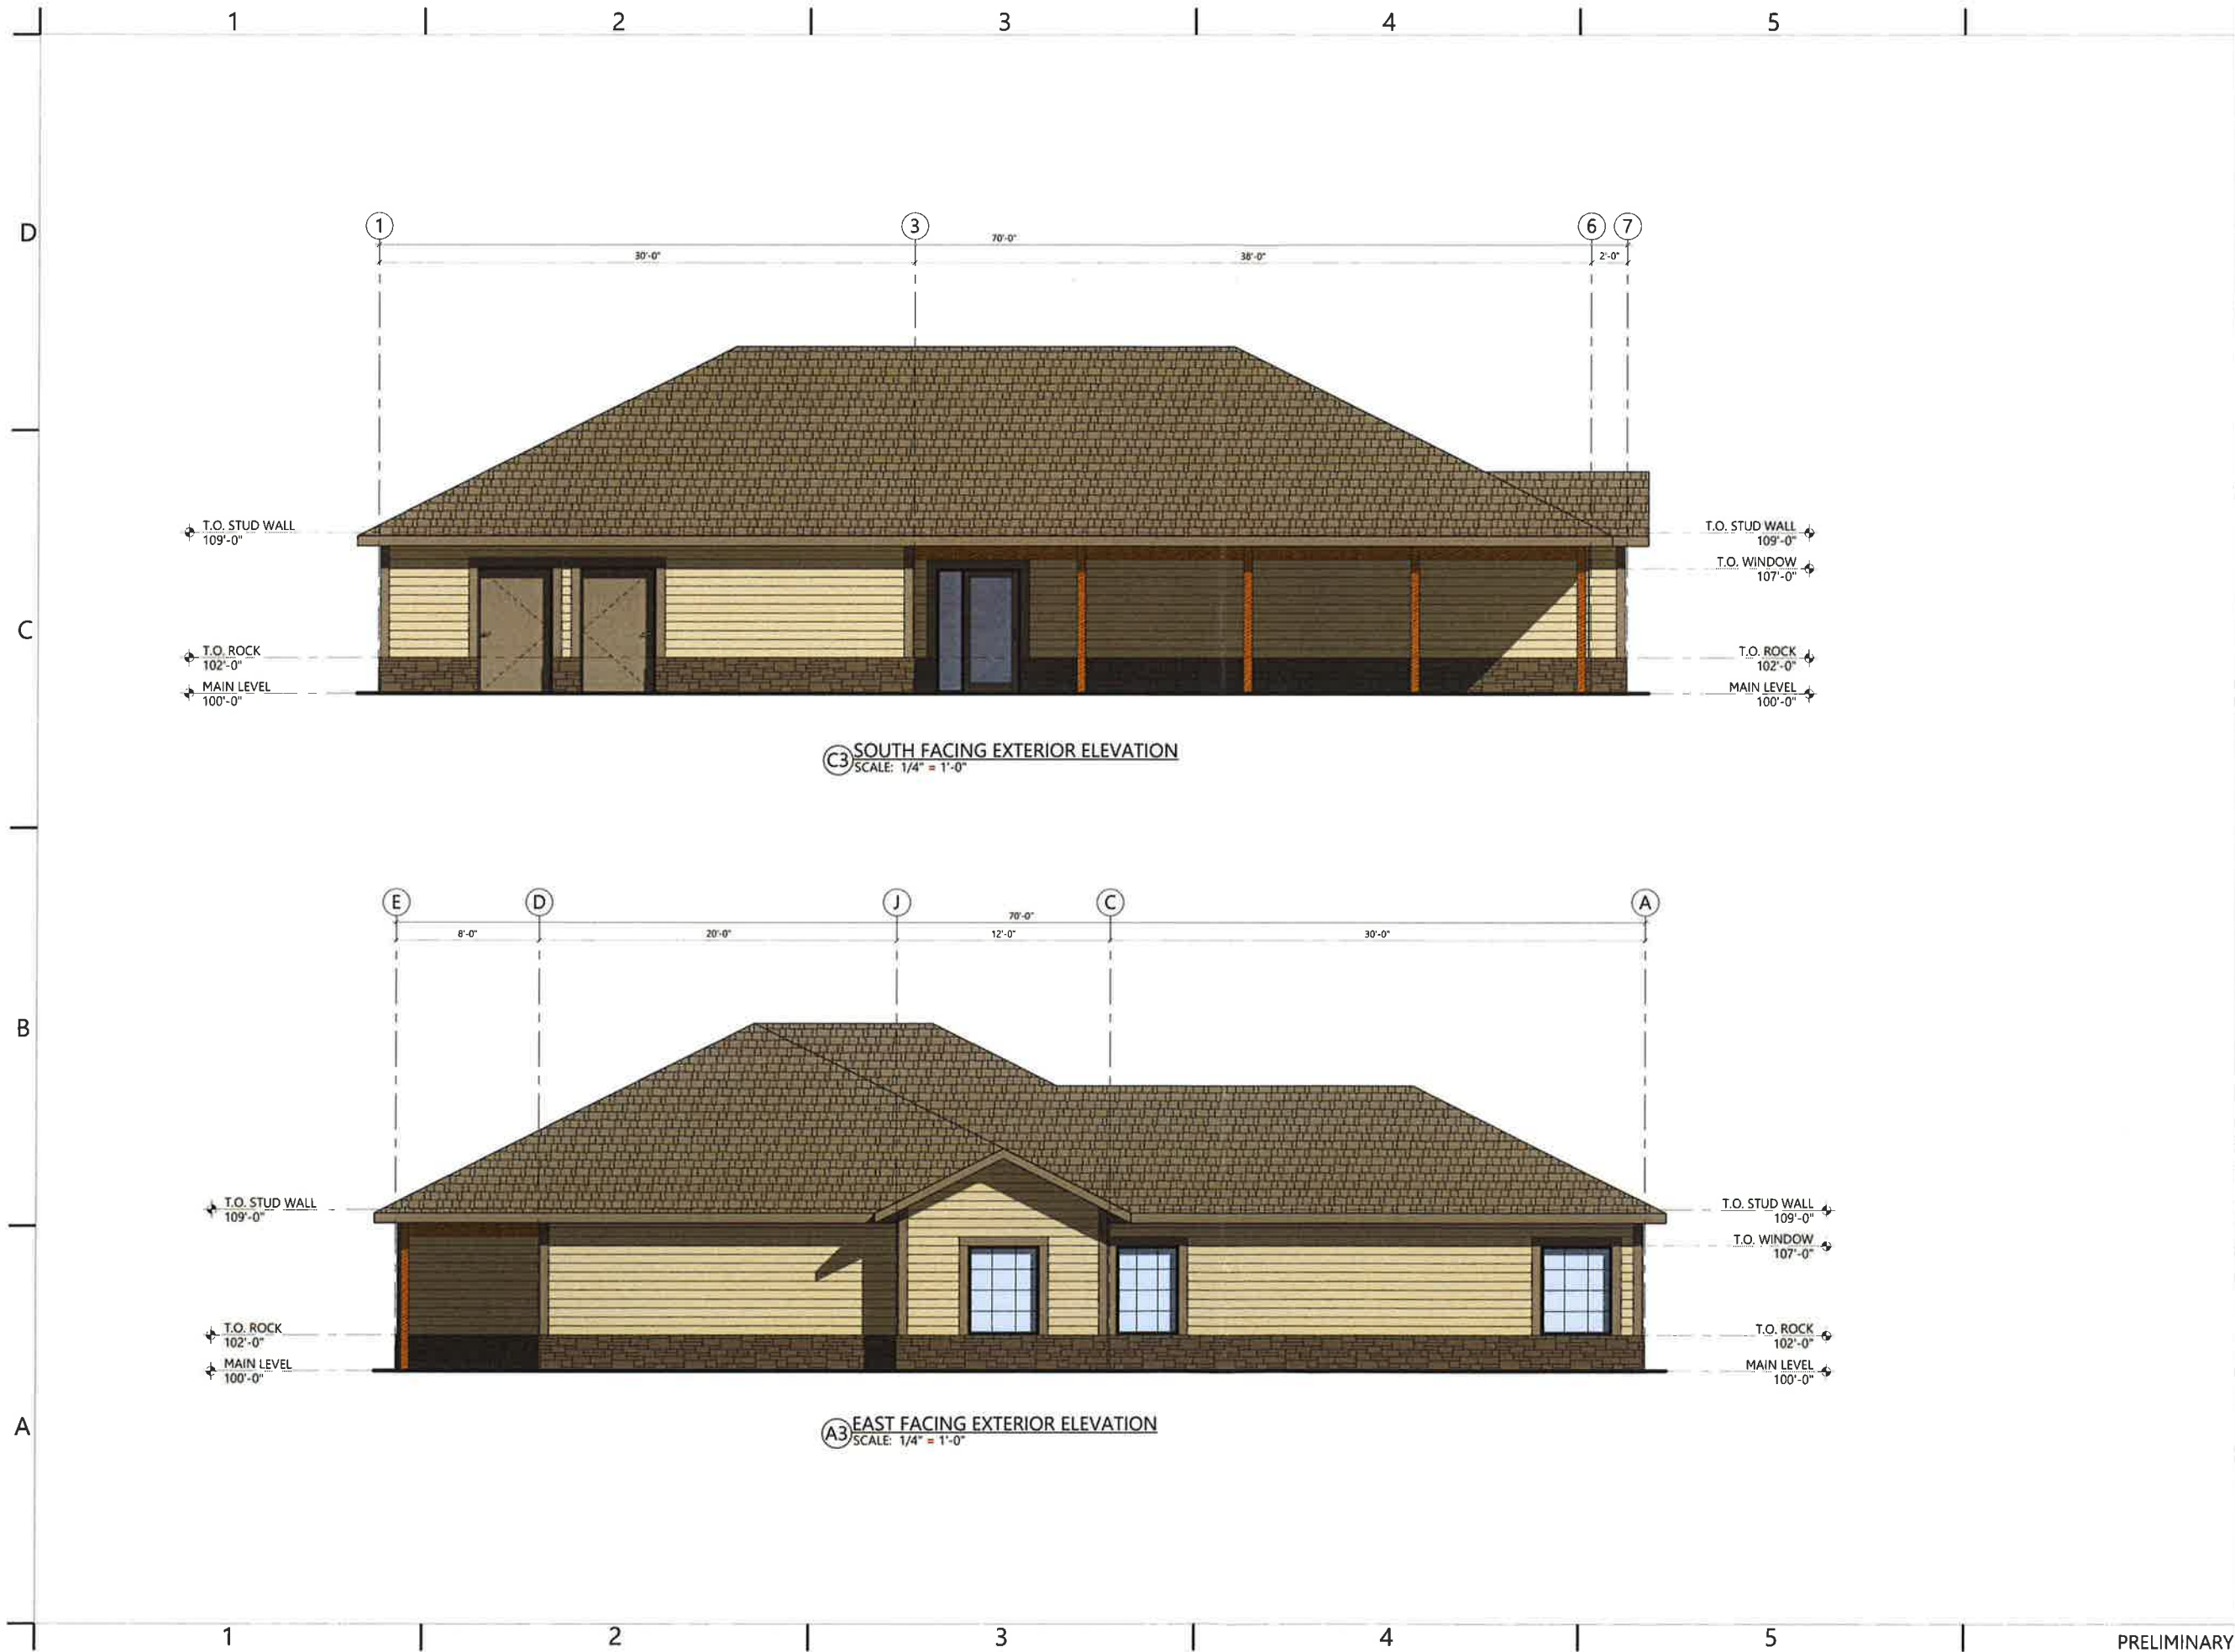 1 2 3 4 5
D
C
B
A
1 3 6 7
70'-0"
30'-0" 38'-0" 2'-0"
T.O. STUD WALL
109'-0"
T.O. ROCK
102'-0"
MAIN LEVEL
100'-0"
T.O. STUD WALL
109'-0"
T.O. WINDOW
107'-0"
T.O. ROCK
102'-0"
MAIN LEVEL
100'-0"
C3 SOUTH FACING EXTERIOR ELEVATION
SCALE: 1/4" = 1'-0"
E D J C A
70'-0"
8'-0" 20'-0" 12'-0" 30'-0"
T.O. STUD WALL
109'-0"
T.O. ROCK
102'-0"
MAIN LEVEL
100'-0"
T.O. STUD WALL
109'-0"
T.O. WINDOW
107'-0"
T.O. ROCK
102'-0"
MAIN LEVEL
100'-0"
A3 EAST FACING EXTERIOR ELEVATION
SCALE: 1/4" = 1'-0"
1 2 3 4 5
PRELIMINARY